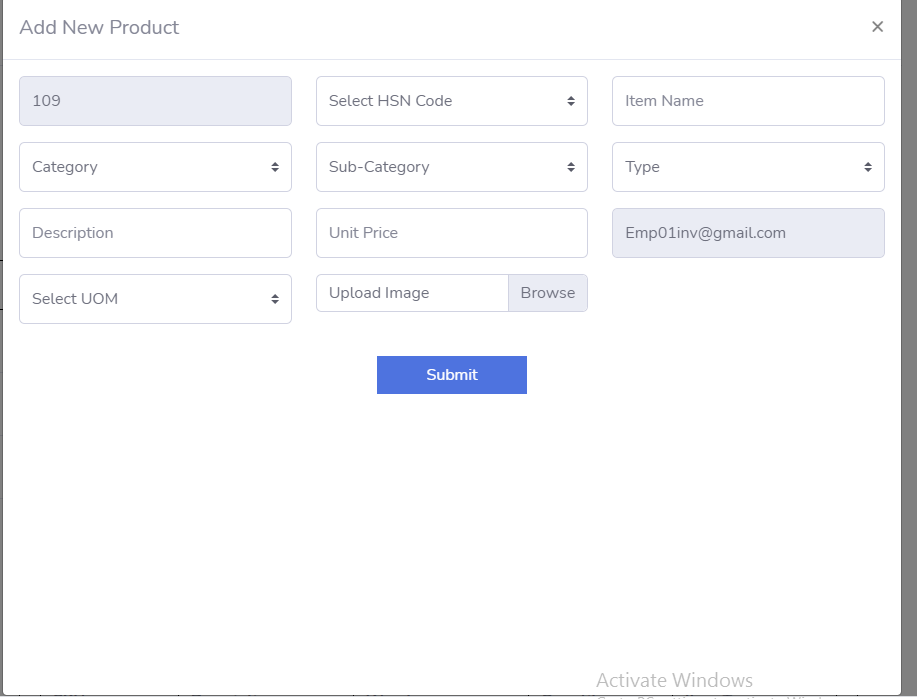 Add New Product
×
109
Select HSN Code
Item Name
Category
Sub-Category
Type
Description
Unit Price
Emp01inv@gmail.com
Select UOM
Upload Image
Browse
Submit
Activate Windows